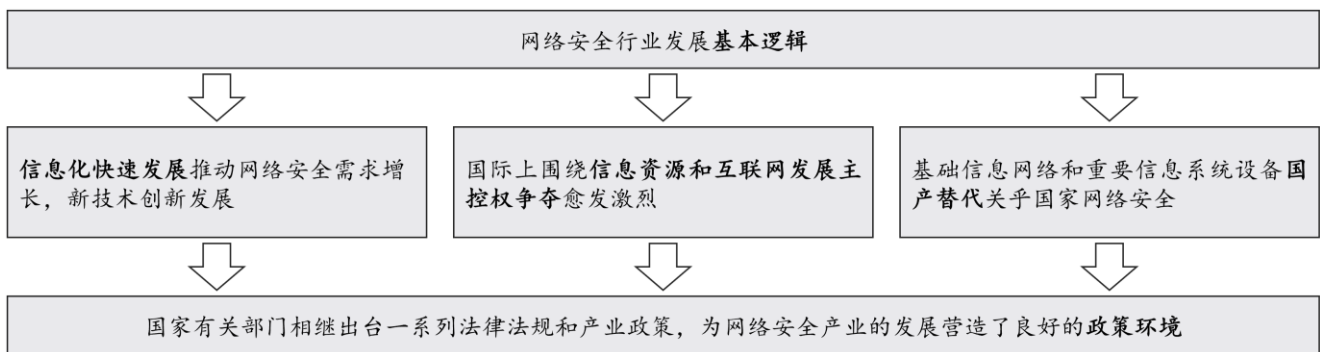 网络安全行业发展基本逻辑
信息化快速发展推动网络安全需求增
长，新技术创新发展
国际上围绕信息资源和互联网发展主
控权争夺愈发激烈
基础信息网络和重要信息系统设备国
产替代关乎国家网络安全
国家有关部门相继出台一系列法律法规和产业政策，为网络安全产业的发展营造了良好的政策环境